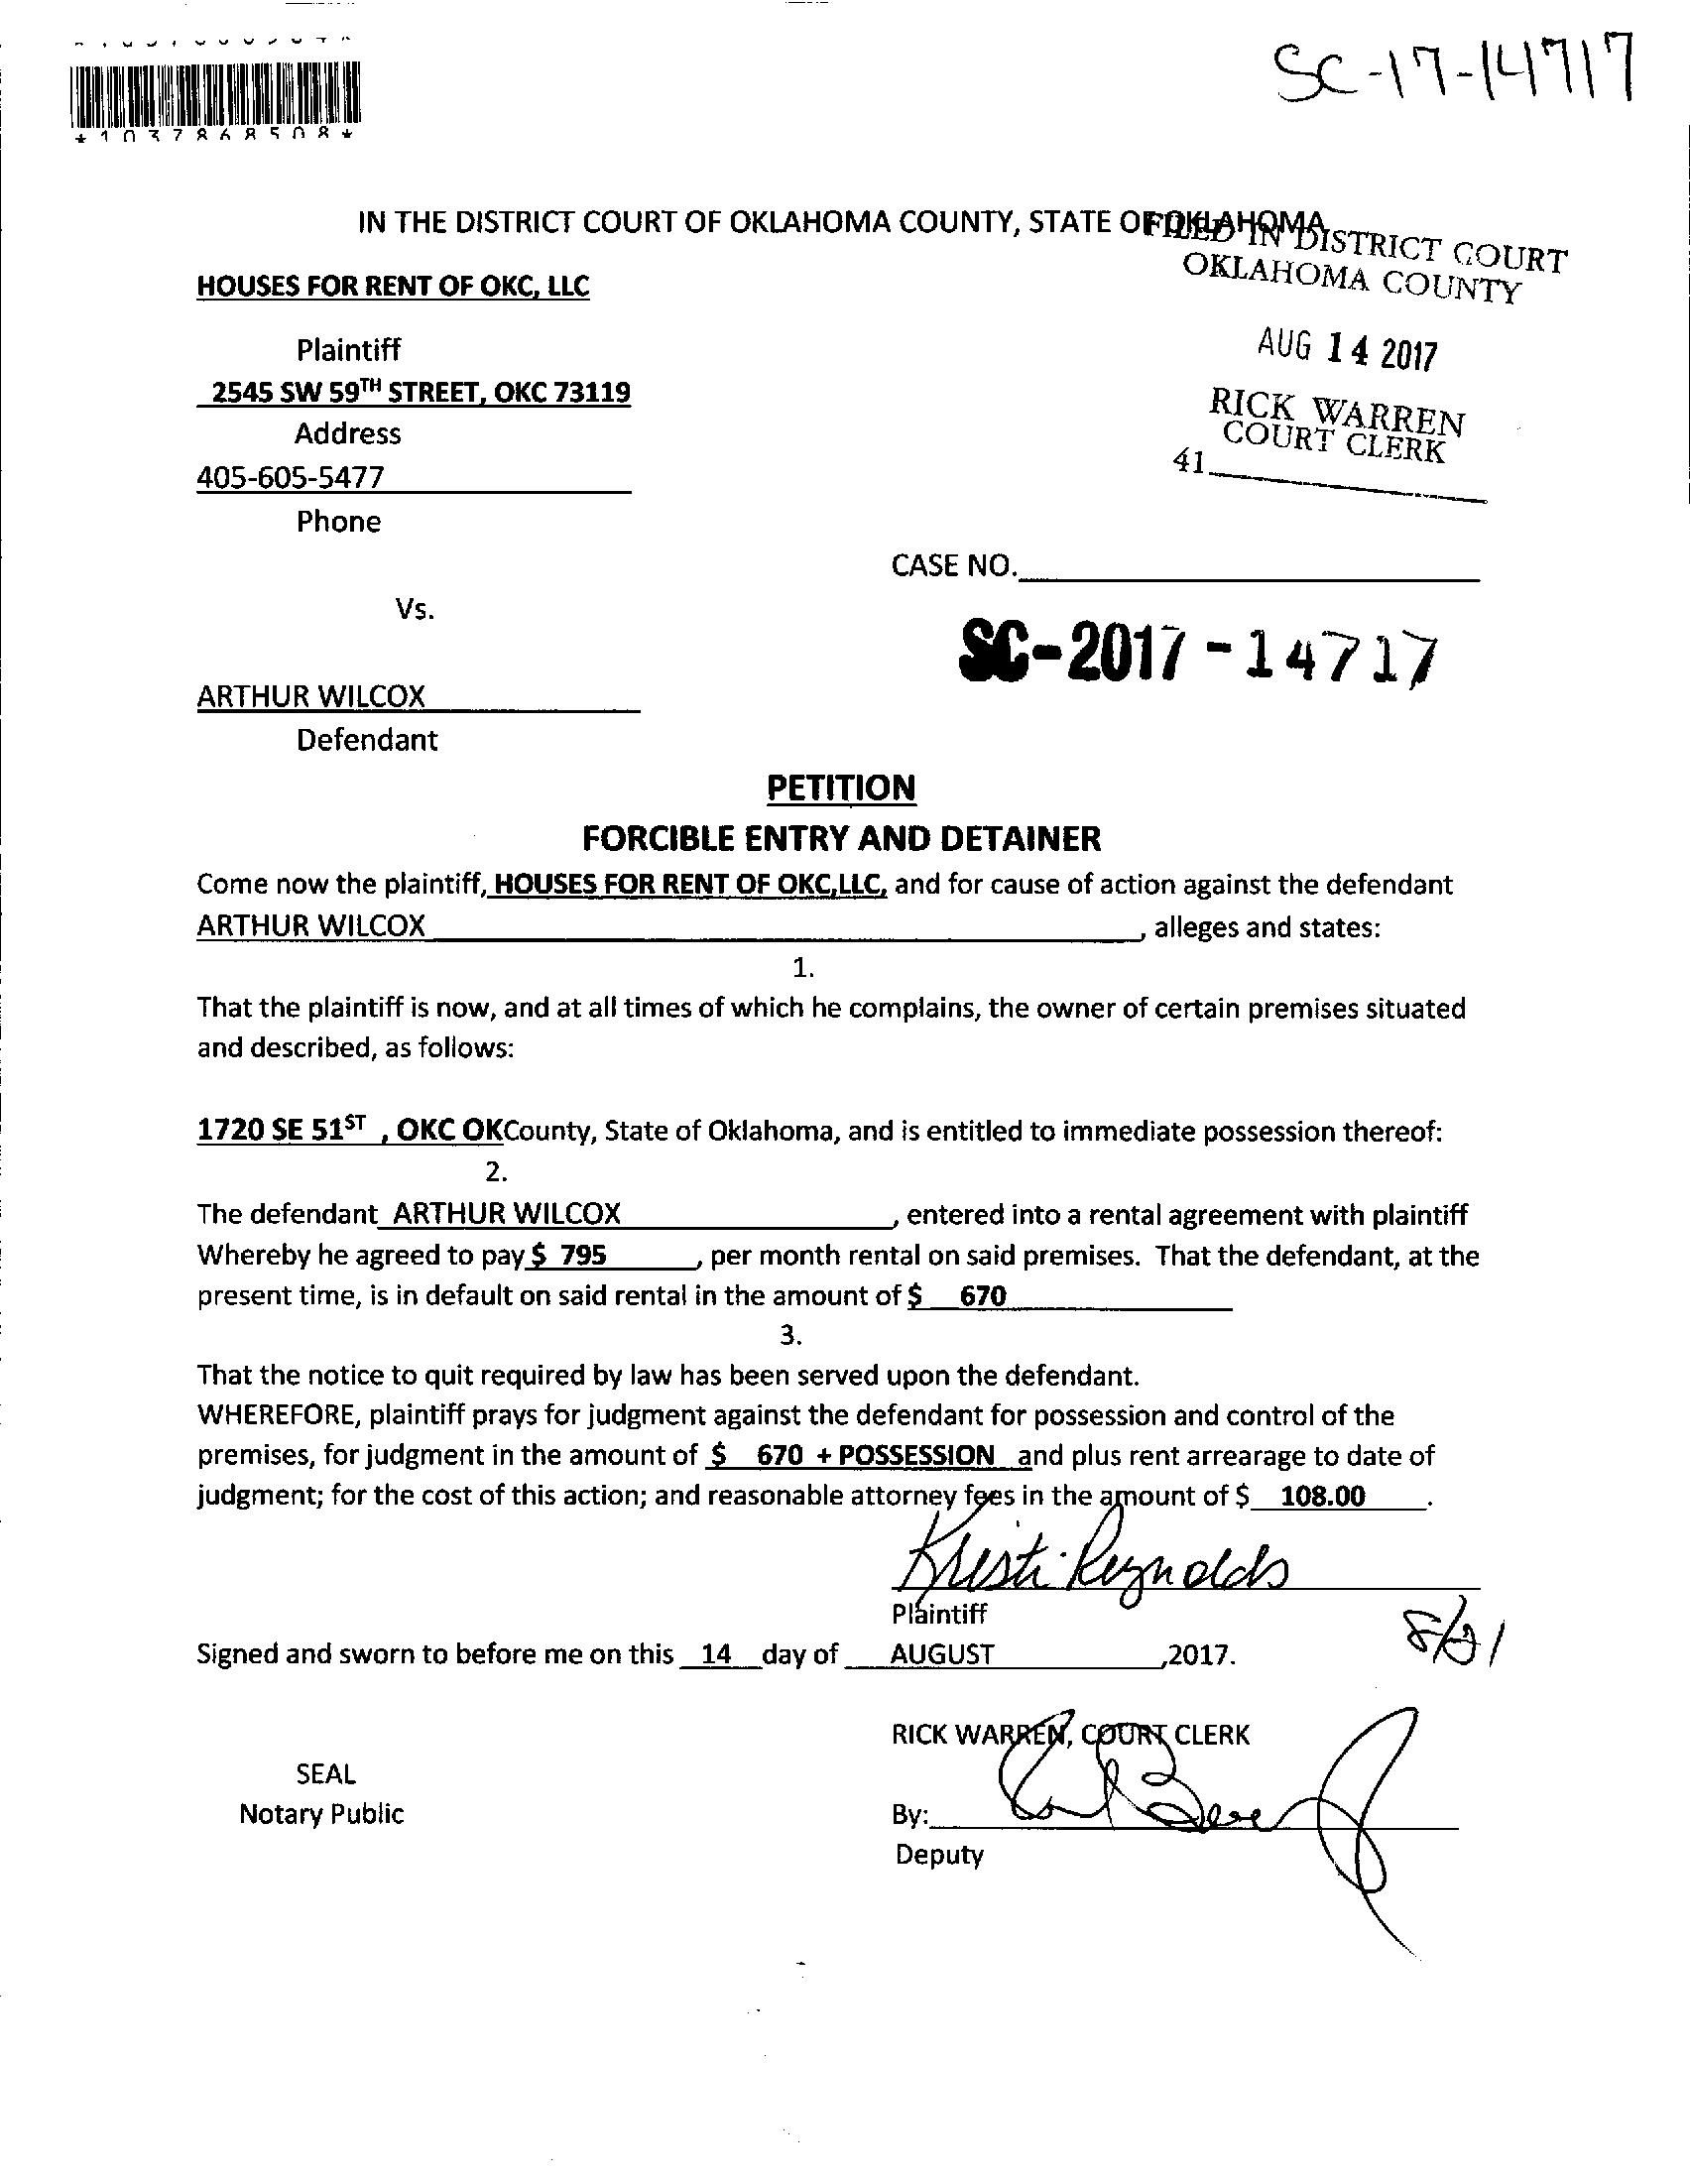 SC-17-14717
*1037868508*
IN THE DISTRICT COURT OF OKLAHOMA COUNTY, STATE OF OKLAHOMA
FILED IN DISTRICT COURT
OKLAHOMA COUNTY
HOUSES FOR RENT OF OKC, LLC
Plaintiff
AUG 14 2017
2545 SW 59TH STREET, OKC 73119
RICK WARREN
COURT CLERK
Address
41
405-605-5477
Phone
CASE NO.
Vs.
SC-2017-14717
ARTHUR WILCOX
Defendant
PETITION
FORCIBLE ENTRY AND DETAINER
Come now the plaintiff, HOUSES FOR RENT OF OKC,LLC, and for cause of action against the defendant
ARTHUR WILCOX, alleges and states:
1.
That the plaintiff is now, and at all times of which he complains, the owner of certain premises situated
and described, as follows:
1720 SE 51ST , OKC OKCounty, State of Oklahoma, and is entitled to immediate possession thereof:
2.
The defendant ARTHUR WILCOX, entered into a rental agreement with plaintiff
Whereby he agreed to pay $ 795, per month rental on said premises. That the defendant, at the
present time, is in default on said rental in the amount of $ 670
3.
That the notice to quit required by law has been served upon the defendant.
WHEREFORE, plaintiff prays for judgment against the defendant for possession and control of the
premises, for judgment in the amount of $ 670 + POSSESSION and plus rent arrearage to date of
judgment; for the cost of this action; and reasonable attorney fees in the amount of $ 108.00.
Kristi Reynolds
Plaintiff
8/21
Signed and sworn to before me on this 14 day of AUGUST,2017.
RICK WARREN, COURT CLERK
SEAL
Notary Public
By:
Deputy